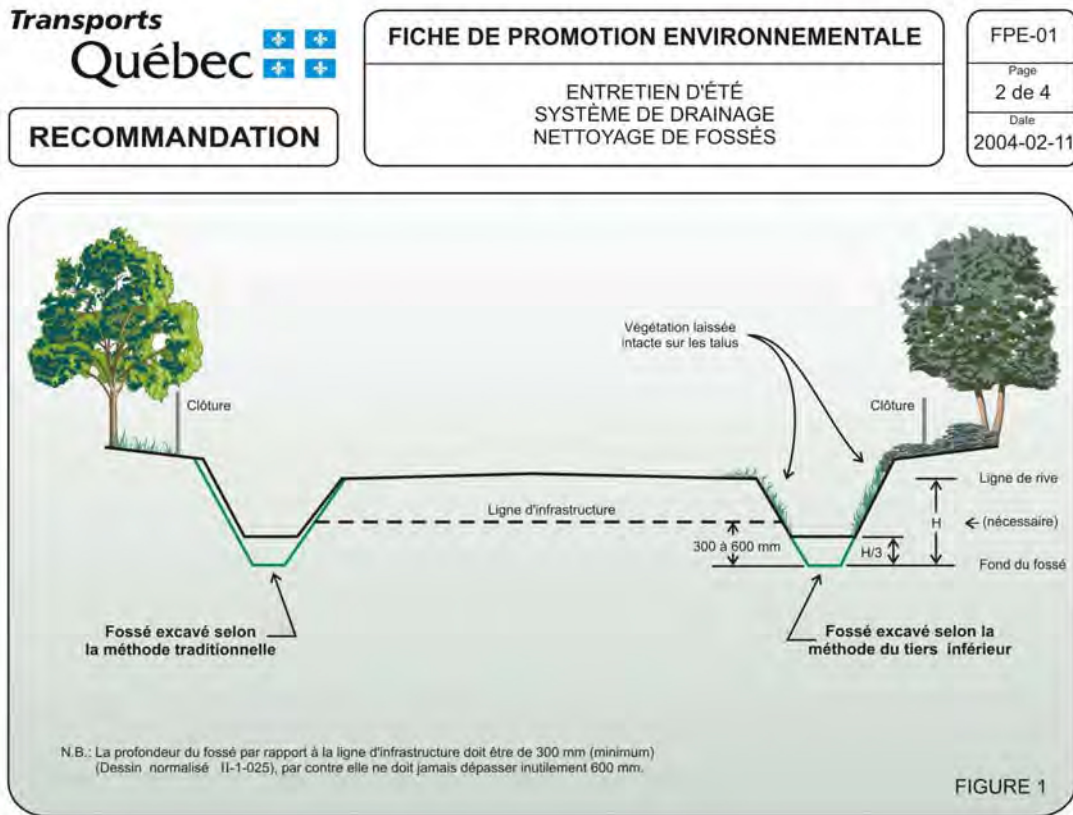 Transports
Québec
RECOMMANDATION
FICHE DE PROMOTION ENVIRONNEMENTALE
ENTRETIEN D'ÉTÉ
SYSTÈME DE DRAINAGE
NETTOYAGE DE FOSSÉS
FPE-01
Page
2 de 4
Date
2004-02-11
Végétation laissée
intacte sur les talus
Clôture
Clôture
Ligne de rive
Ligne d'infrastructure
H
(nécessaire)
300 à 600 mm
H/3
Fond du fossé
Fossé excavé selon
la méthode traditionnelle
Fossé excavé selon la
méthode du tiers inférieur
N.B.: La profondeur du fossé par rapport à la ligne d'infrastructure doit être de 300 mm (minimum)
(Dessin normalisé II-1-025), par contre elle ne doit jamais dépasser inutilement 600 mm.
FIGURE 1